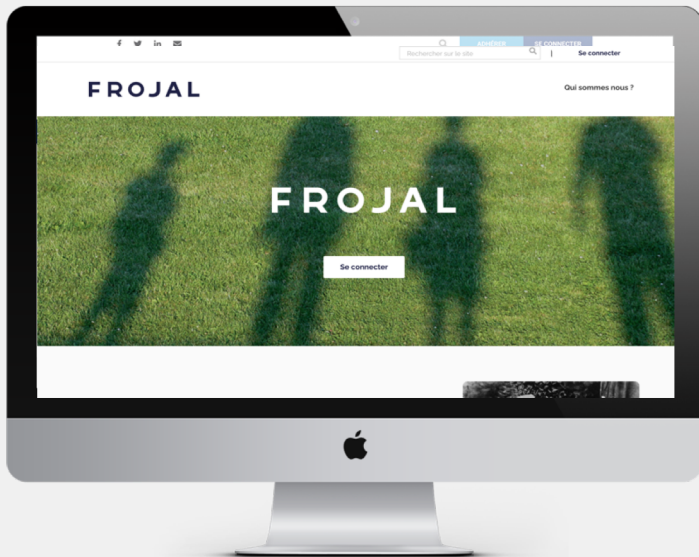 ADHÉRER SE CONNECTER
Rechercher sur le site | Se connecter
FROJAL Qui sommes nous ?
FROJAL
Se connecter